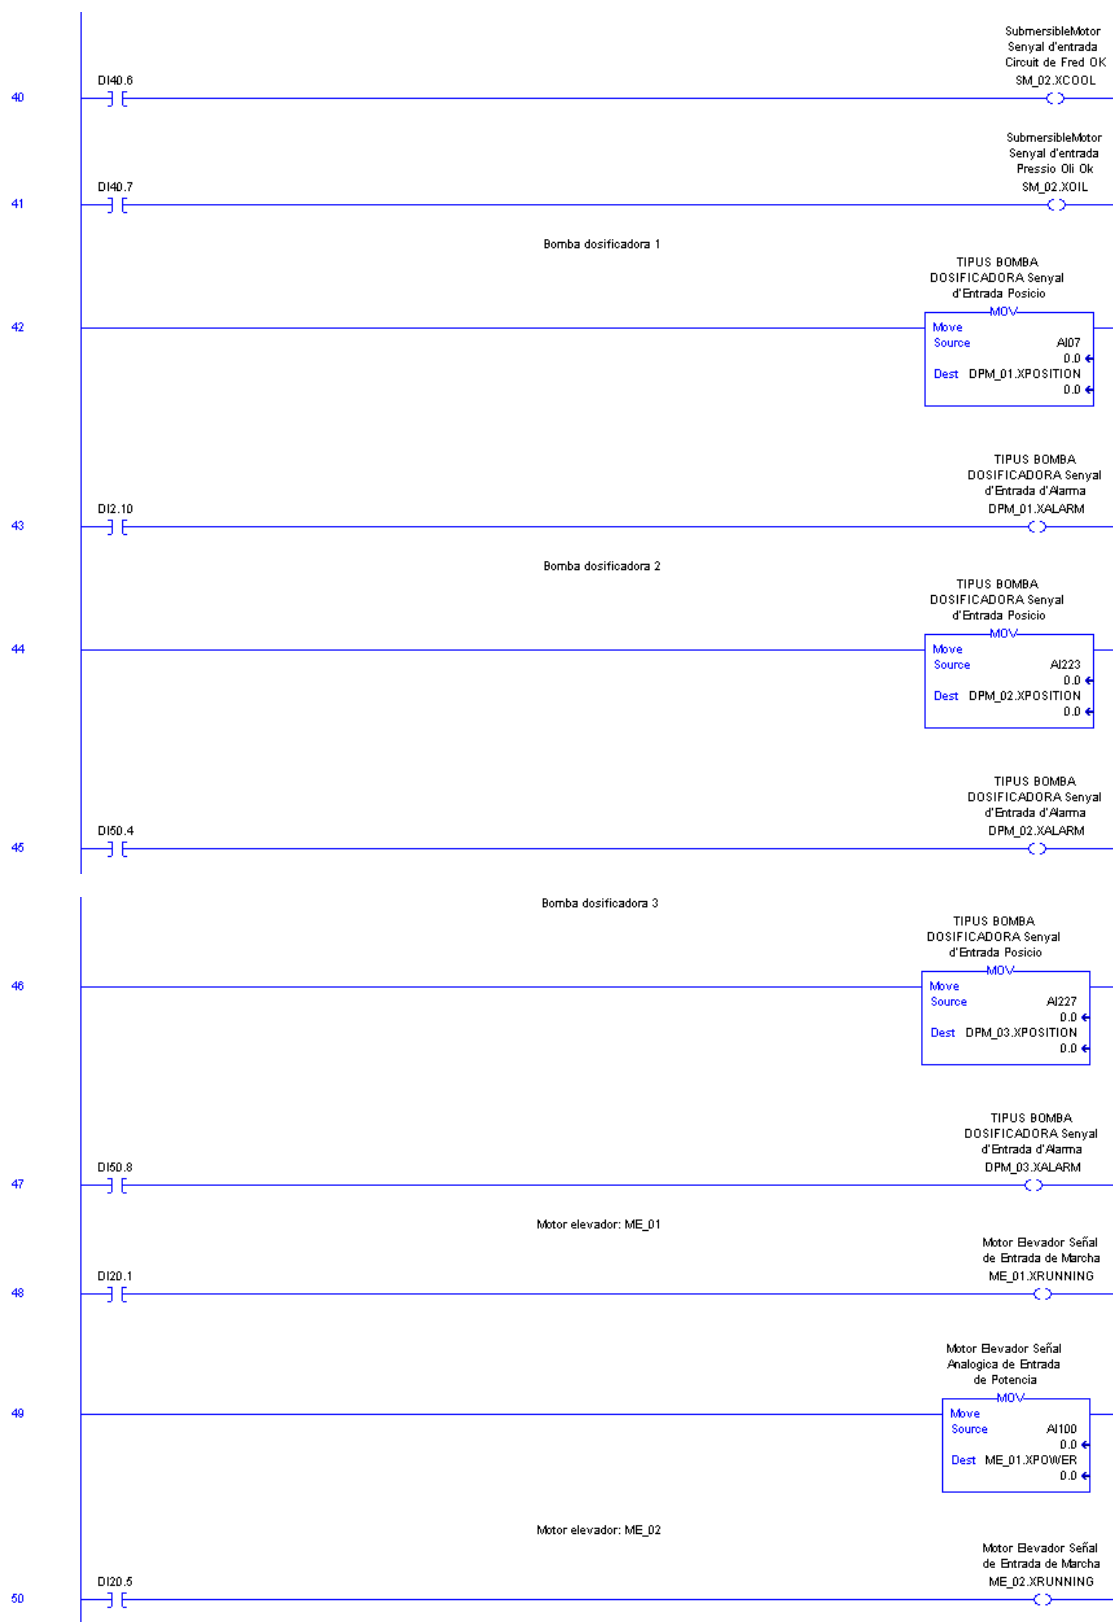 SubmersibleMotor
Senyal d'entrada
Circuit de Fred OK
DI40.6
SM_02.XCOOL
40
SubmersibleMotor
Senyal d'entrada
Pressio Oli Ok
DI40.7
SM_02.XOIL
41
Bomba dosificadora 1
TIPUS BOMBA
DOSIFICADORA Senyal
d'Entrada Posicio
MOV
42
Move
Source AI07
0.0
Dest DPM_01.XPOSITION
0.0
TIPUS BOMBA
DOSIFICADORA Senyal
d'Entrada d'Alarma
DI2.10
DPM_01.XALARM
43
Bomba dosificadora 2
TIPUS BOMBA
DOSIFICADORA Senyal
d'Entrada Posicio
MOV
44
Move
Source AI223
0.0
Dest DPM_02.XPOSITION
0.0
TIPUS BOMBA
DOSIFICADORA Senyal
d'Entrada d'Alarma
DI50.4
DPM_02.XALARM
45
Bomba dosificadora 3
TIPUS BOMBA
DOSIFICADORA Senyal
d'Entrada Posicio
MOV
46
Move
Source AI227
0.0
Dest DPM_03.XPOSITION
0.0
TIPUS BOMBA
DOSIFICADORA Senyal
d'Entrada d'Alarma
DI50.8
DPM_03.XALARM
47
Motor elevador: ME_01
Motor Elevador Señal
de Entrada de Marcha
DI20.1
ME_01.XRUNNING
48
Motor Elevador Señal
Analogica de Entrada
de Potencia
MOV
49
Move
Source AI100
0.0
Dest ME_01.XPOWER
0.0
Motor elevador: ME_02
Motor Elevador Señal
de Entrada de Marcha
DI20.5
ME_02.XRUNNING
50